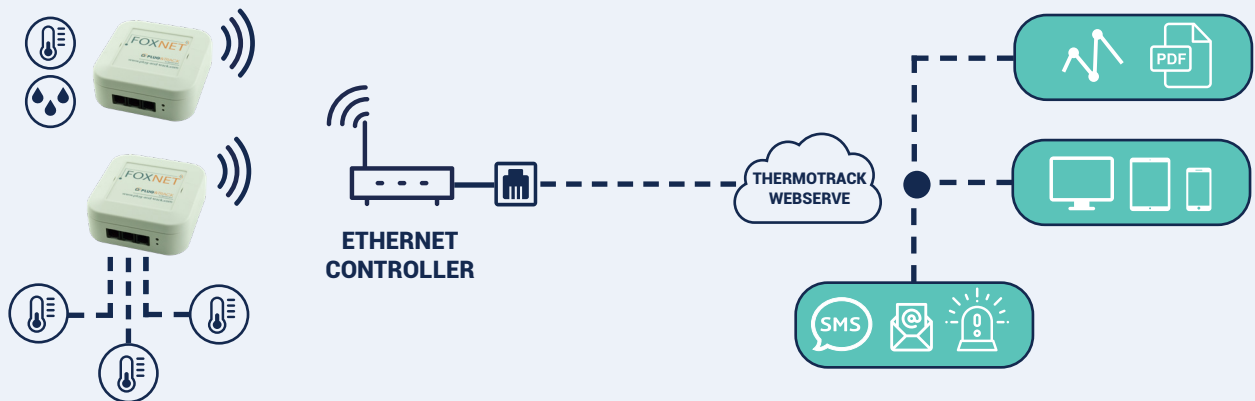 FOXNET
FOXNET
ETHERNET
CONTROLLER
THERMOTRACK
WEBSERVE
PDF
SMS
@